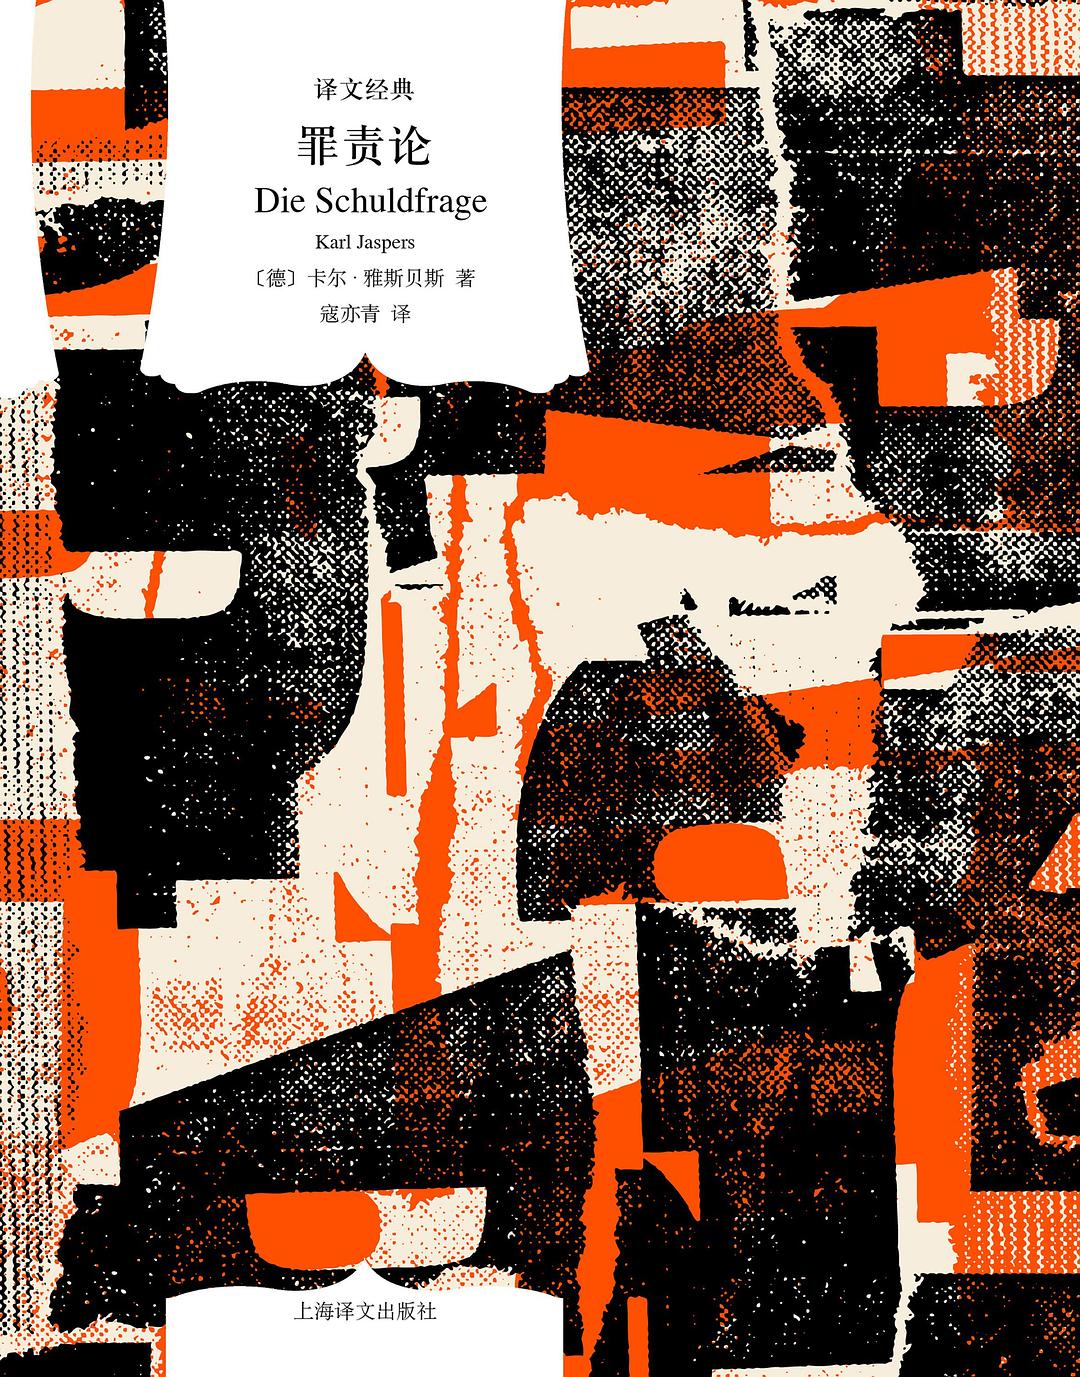 译文经典
罪责论
Die Schuldfrage
Karl Jaspers
〔德〕卡尔·雅斯贝斯 著
寇亦青 译
上海译文出版社